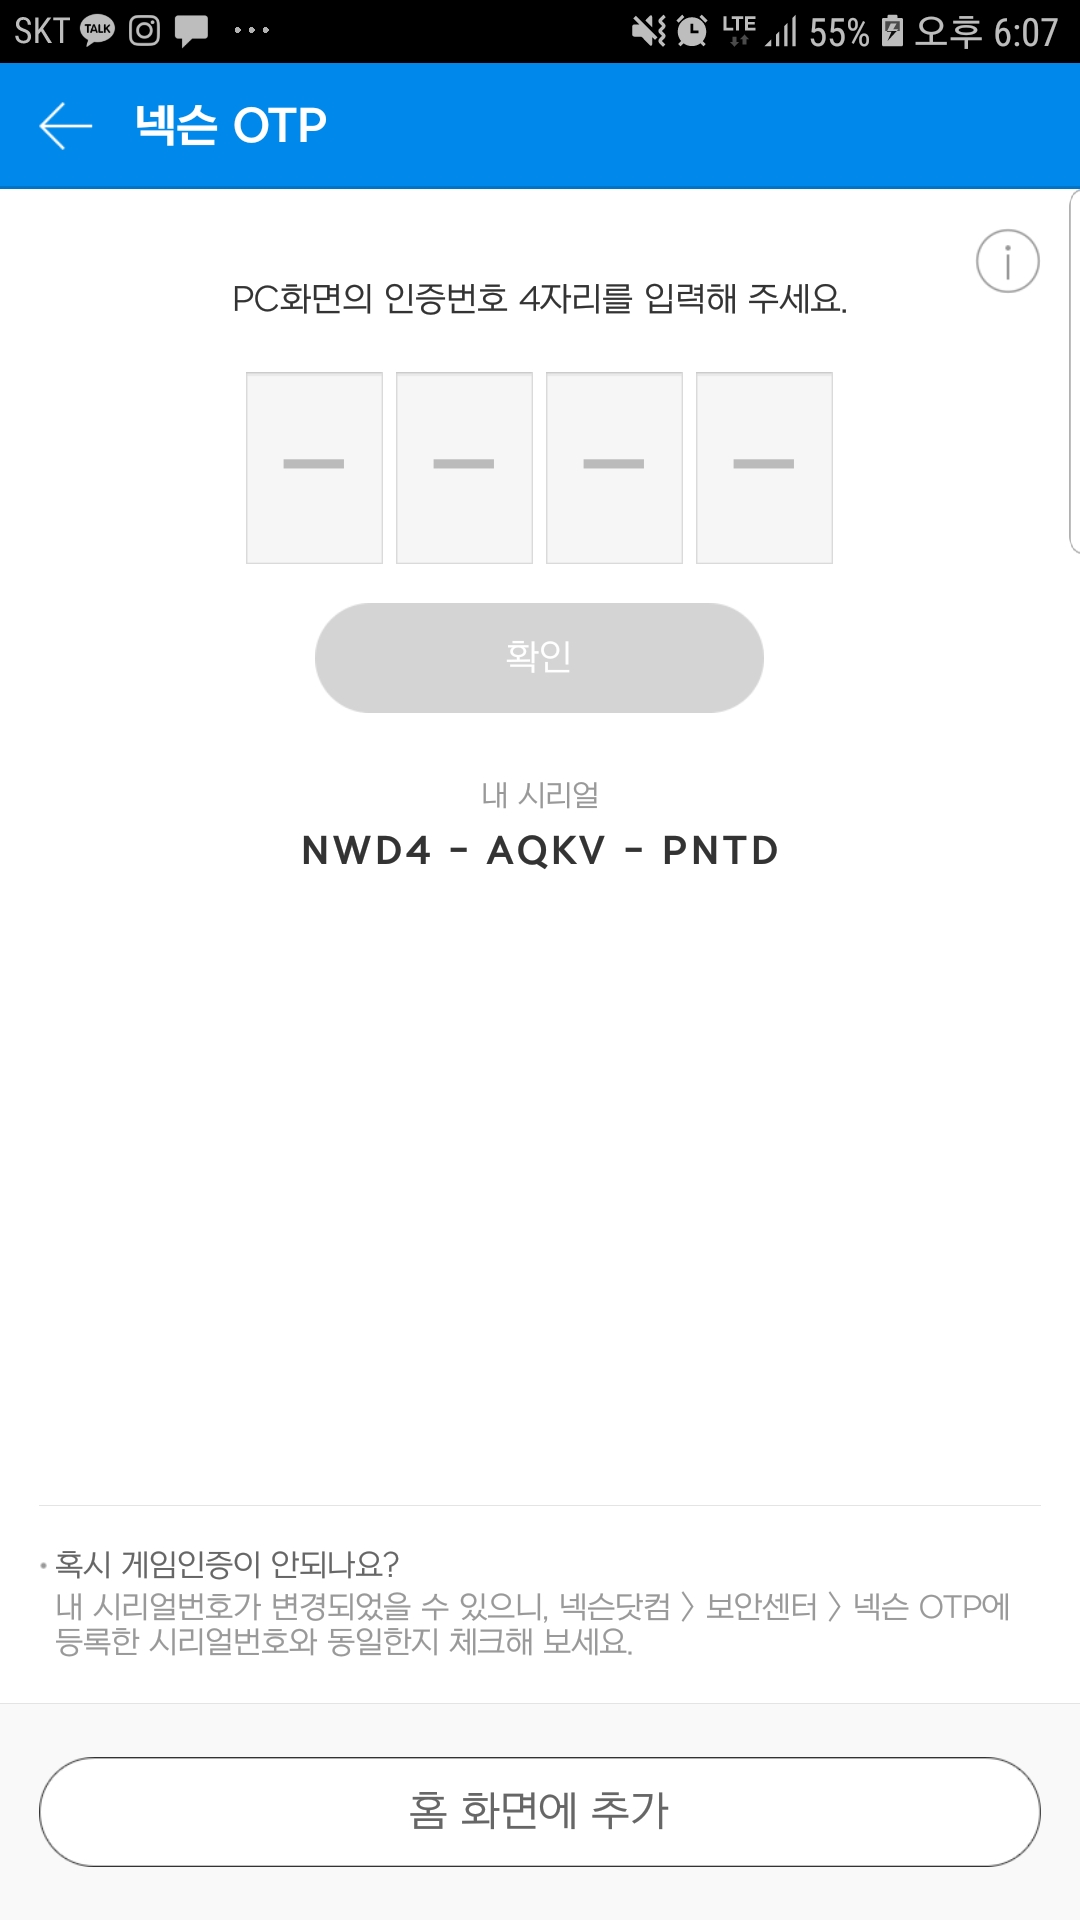 SKT TALK ... LTE 55% 오후 6:07
넥슨 OTP
PC화면의 인증번호 4자리를 입력해 주세요.
확인
내 시리얼
NWD4 - AQKV - PNTD
• 혹시 게임인증이 안되나요?
내 시리얼번호가 변경되었을 수 있으니, 넥슨닷컴 > 보안센터 > 넥슨 OTP에
등록한 시리얼번호와 동일한지 체크해 보세요.
홈 화면에 추가